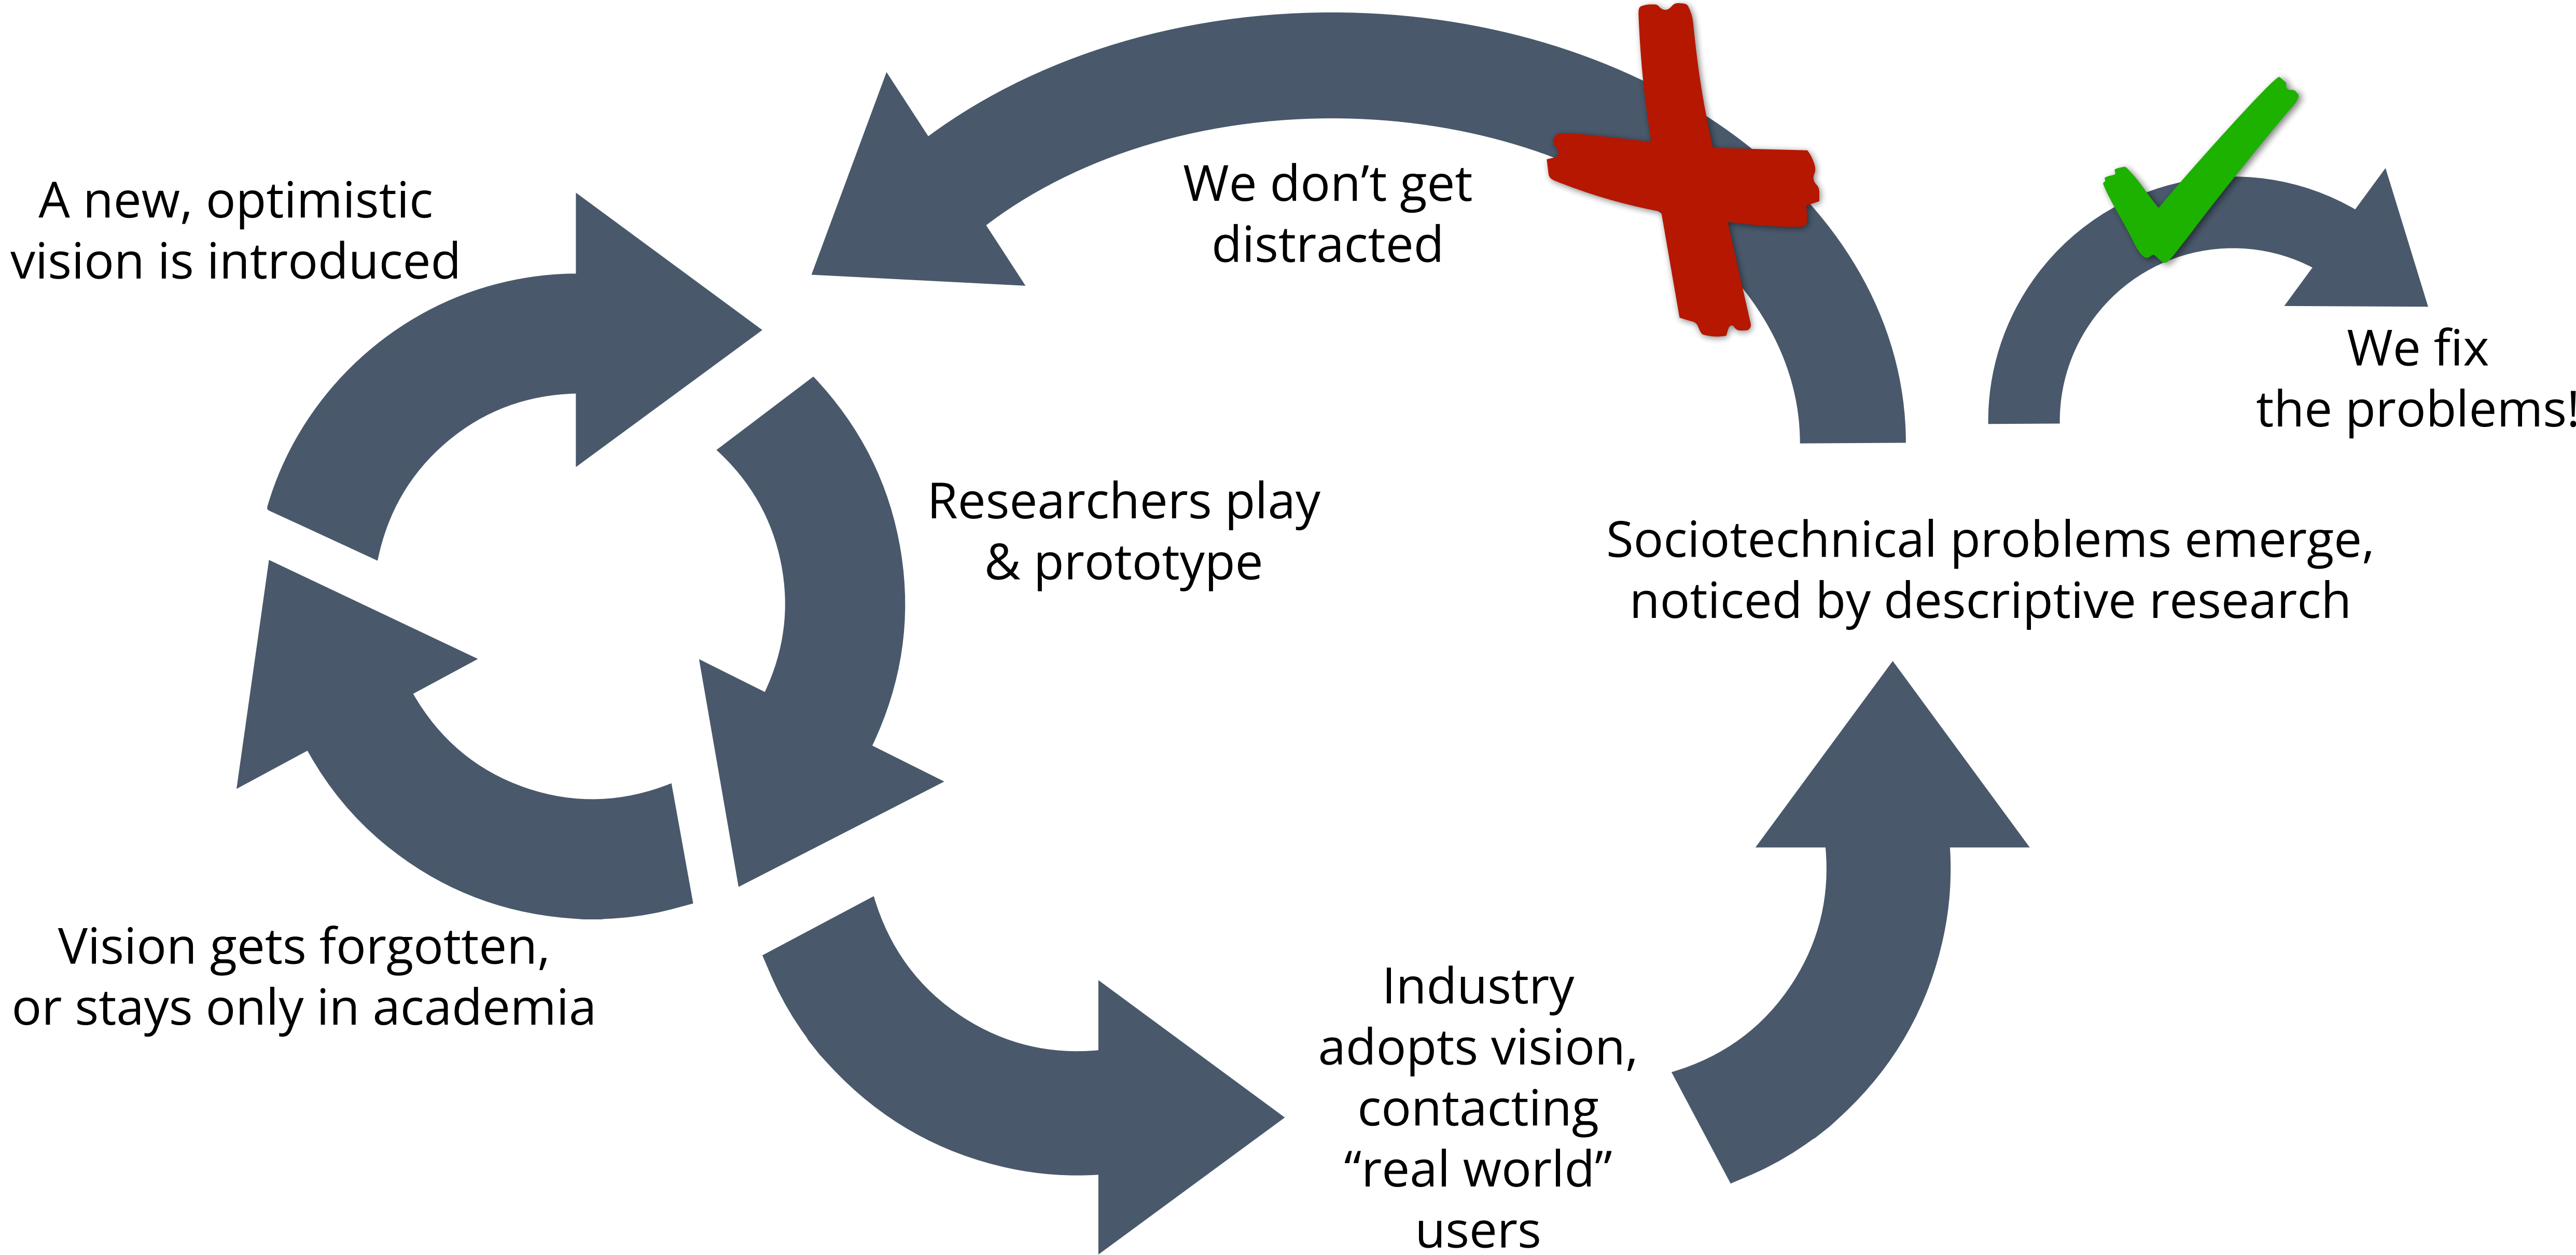 A new, optimistic
vision is introduced
We don’t get
distracted
We fix
the problems!
Researchers play
& prototype
Sociotechnical problems emerge,
noticed by descriptive research
Vision gets forgotten,
or stays only in academia
Industry
adopts vision,
contacting
“real world”
users